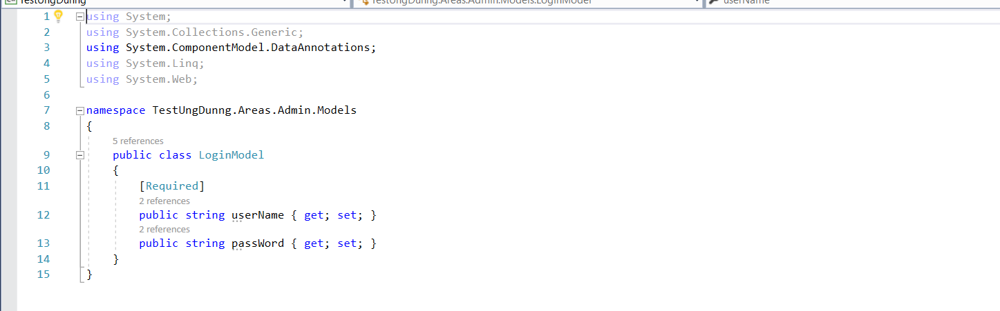 TestUngDunng TestUngDunng.Areas.Admin.Models.LoginModel userName
1 using System;
2 using System.Collections.Generic;
3 using System.ComponentModel.DataAnnotations;
4 using System.Linq;
5 using System.Web;
6
7 namespace TestUngDunng.Areas.Admin.Models
8 {
5 references
9 public class LoginModel
10 {
11 [Required]
2 references
12 public string userName { get; set; }
2 references
13 public string passWord { get; set; }
14 }
15 }